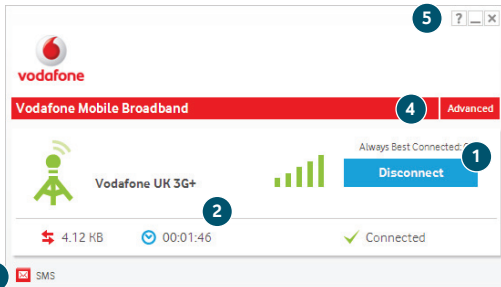 5
? _ ×
vodafone
Vodafone Mobile Broadband
4
Advanced
Always Best Connected:
1
Disconnect
Vodafone UK 3G+
2
4.12 KB
00:01:46
Connected
SMS